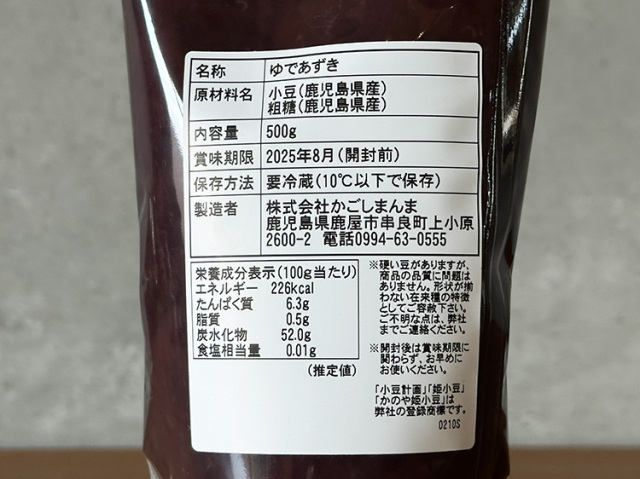 名称 ゆであずき
原材料名 小豆(鹿児島県産)
粗糖(鹿児島県産)
内容量 500g
賞味期限 2025年8月(開封前)
保存方法 要冷蔵(10℃以下で保存)
製造者 株式会社かごしまんま
鹿児島県鹿屋市串良町上小原
2600-2 電話0994-63-0555
栄養成分表示(100g当たり)
エネルギー 226kcal
たんぱく質 6.3g
脂質 0.5g
炭水化物 52.0g
食塩相当量 0.01g
(推定値)
※硬い豆がありますが、
商品の品質に問題は
ありません。形状が揃
わない在来種の特徴
としてご容赦下さい。
ご不明な点は、弊社
までご連絡ください。
※開封後は賞味期限に
関わらず、お早めに
お使いください。
「小豆計画」「姫小豆」
「かのや姫小豆」は
弊社の登録商標です。
0210S